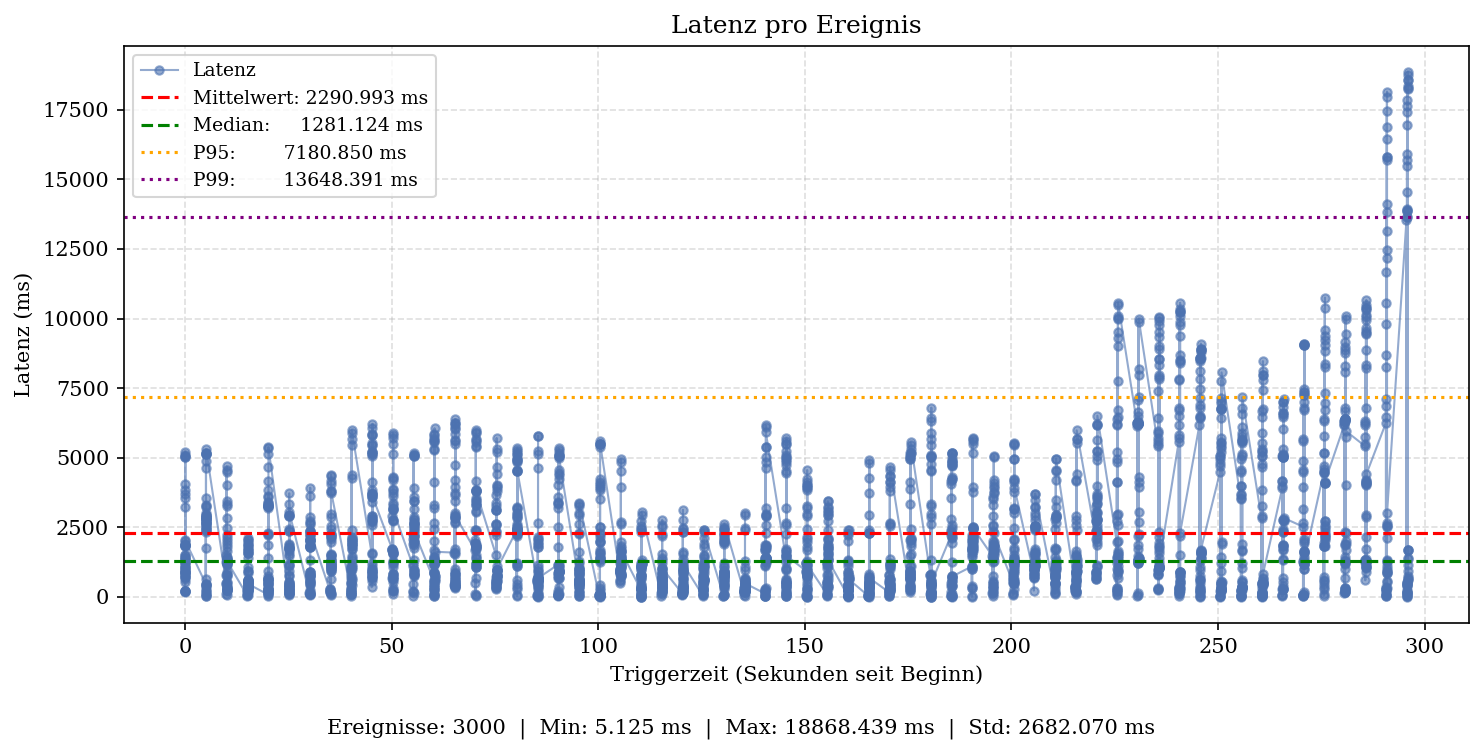 Latenz pro Ereignis
Latenz
Mittelwert: 2290.993 ms
Median: 1281.124 ms
P95: 7180.850 ms
P99: 13648.391 ms
Latenz (ms)
17500
15000
12500
10000
7500
5000
2500
0
0 50 100 150 200 250 300
Triggerzeit (Sekunden seit Beginn)
Ereignisse: 3000 | Min: 5.125 ms | Max: 18868.439 ms | Std: 2682.070 ms